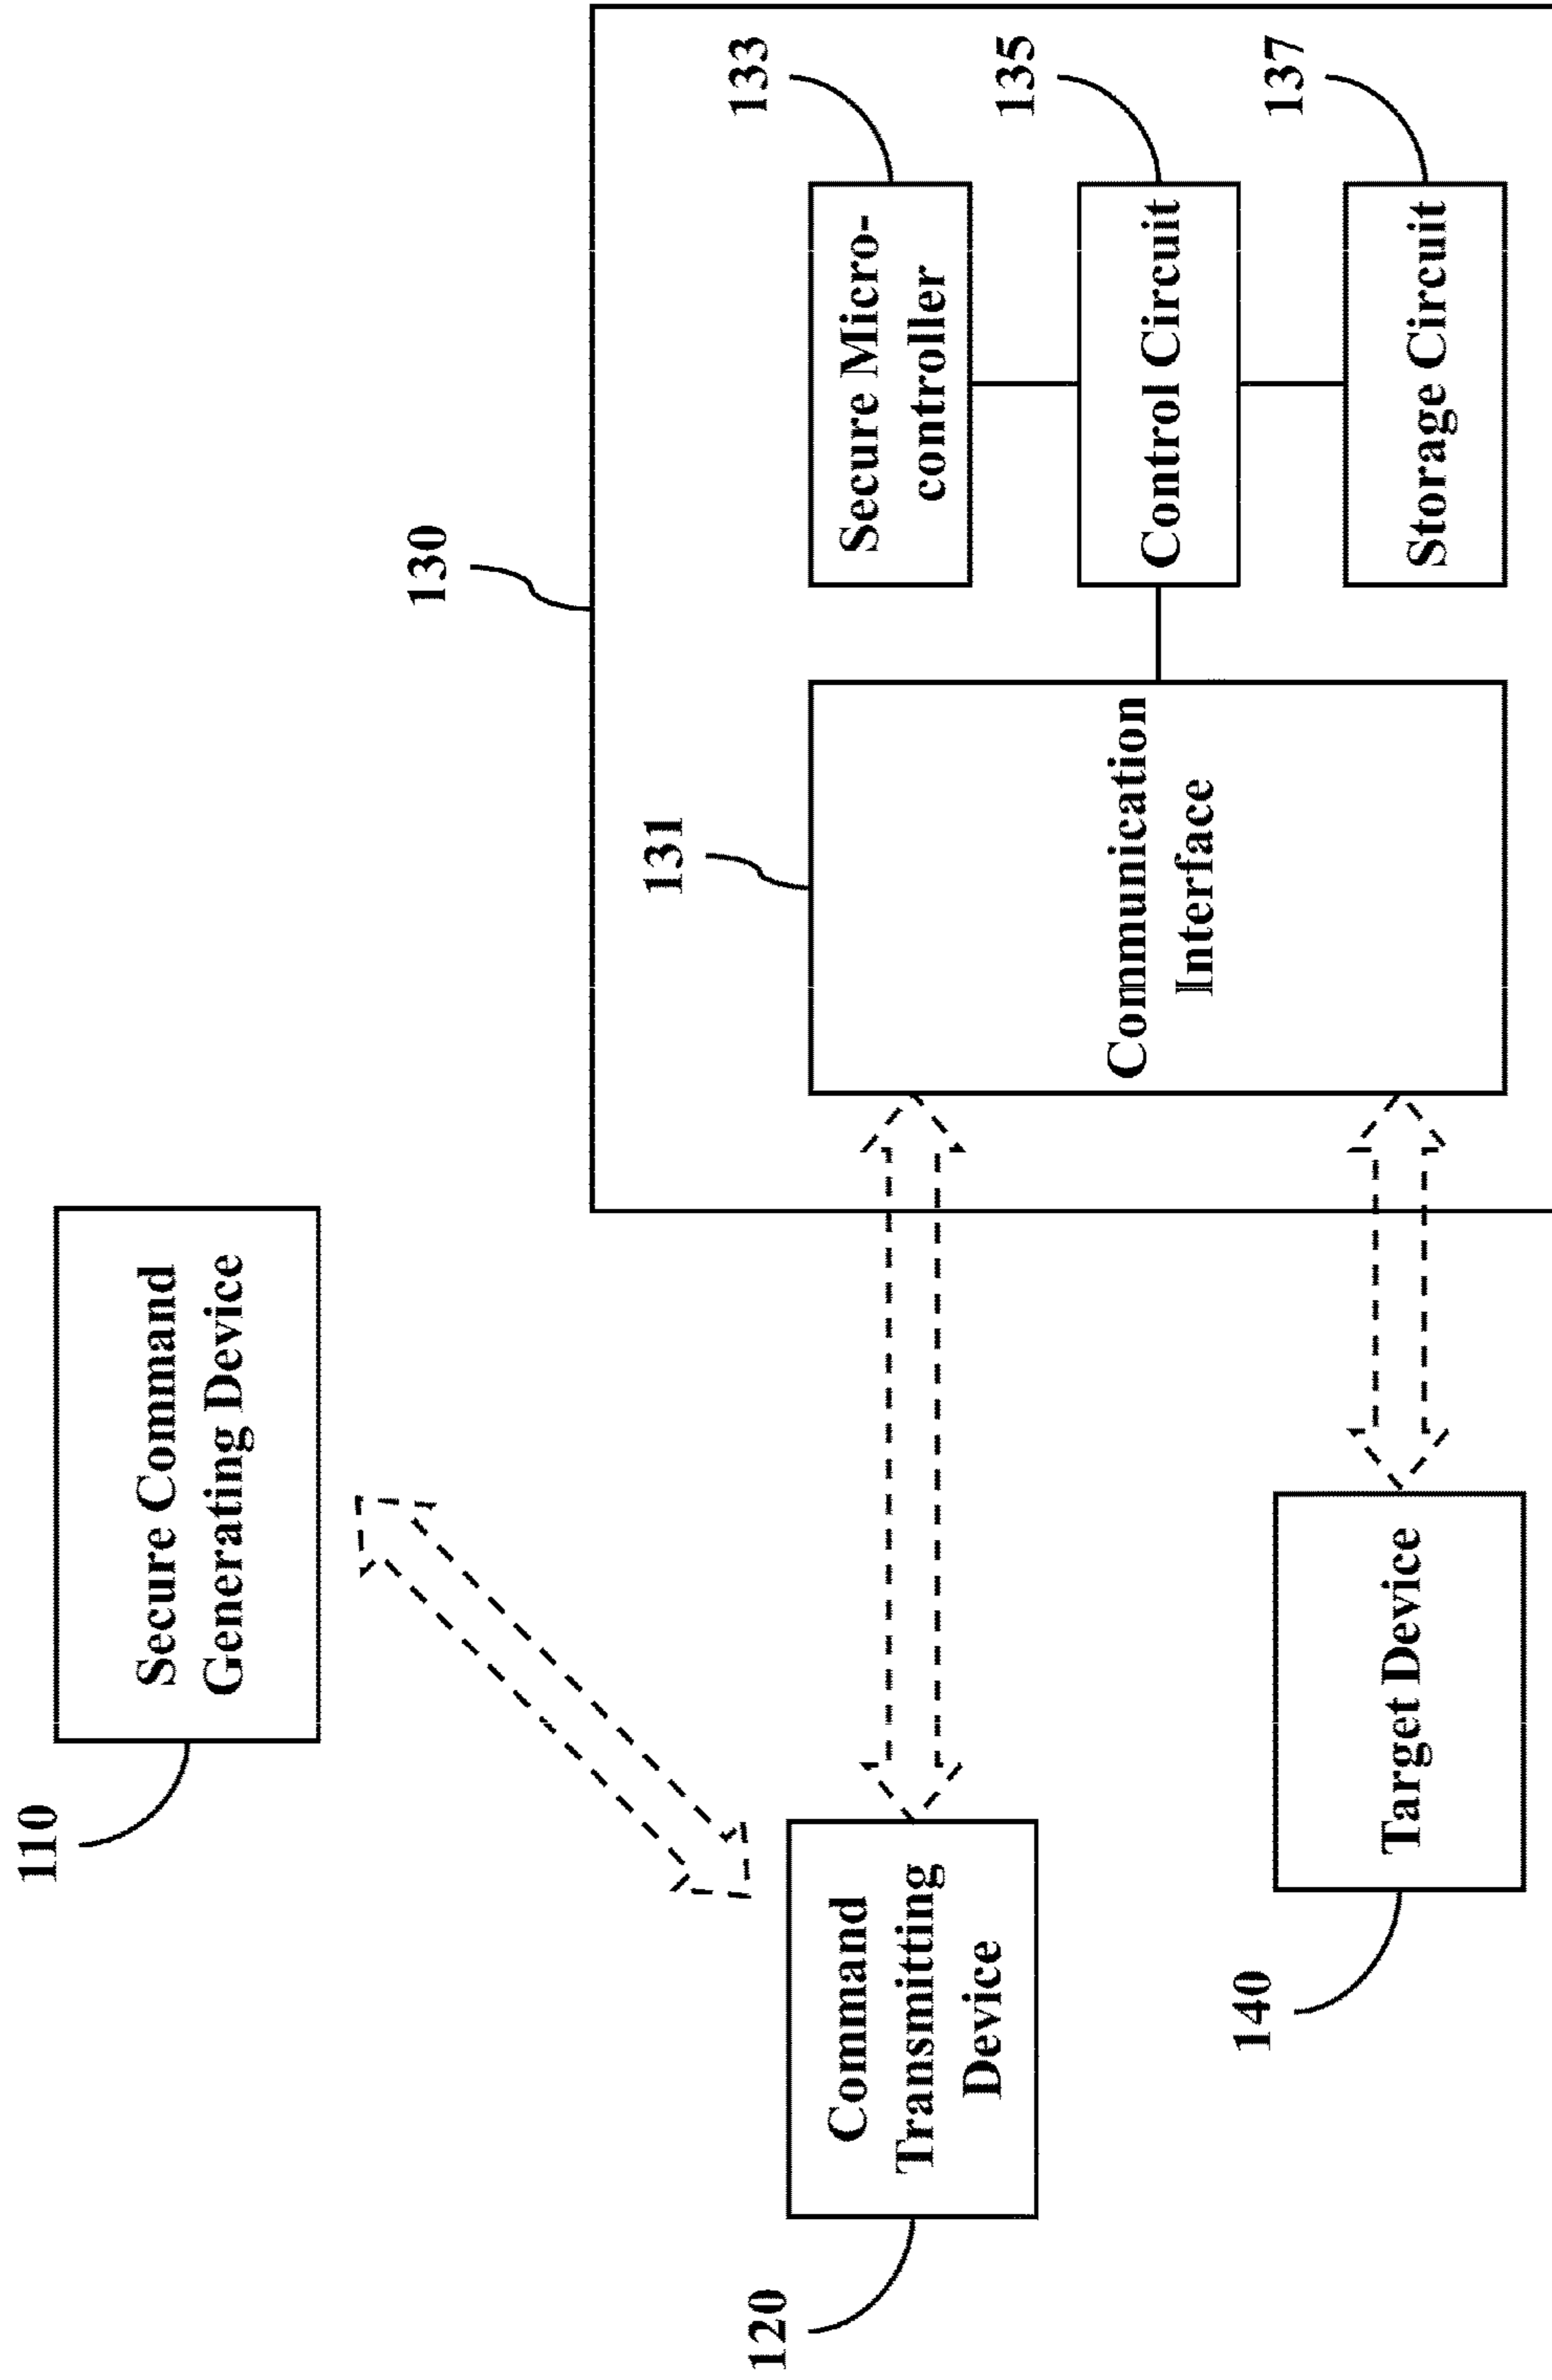 110
Secure Command
Generating Device
130
120
Command
Transmitting
Device
131
Communication
Interface
133
Secure Micro-
controller
135
Control Circuit
137
Storage Circuit
140
Target Device